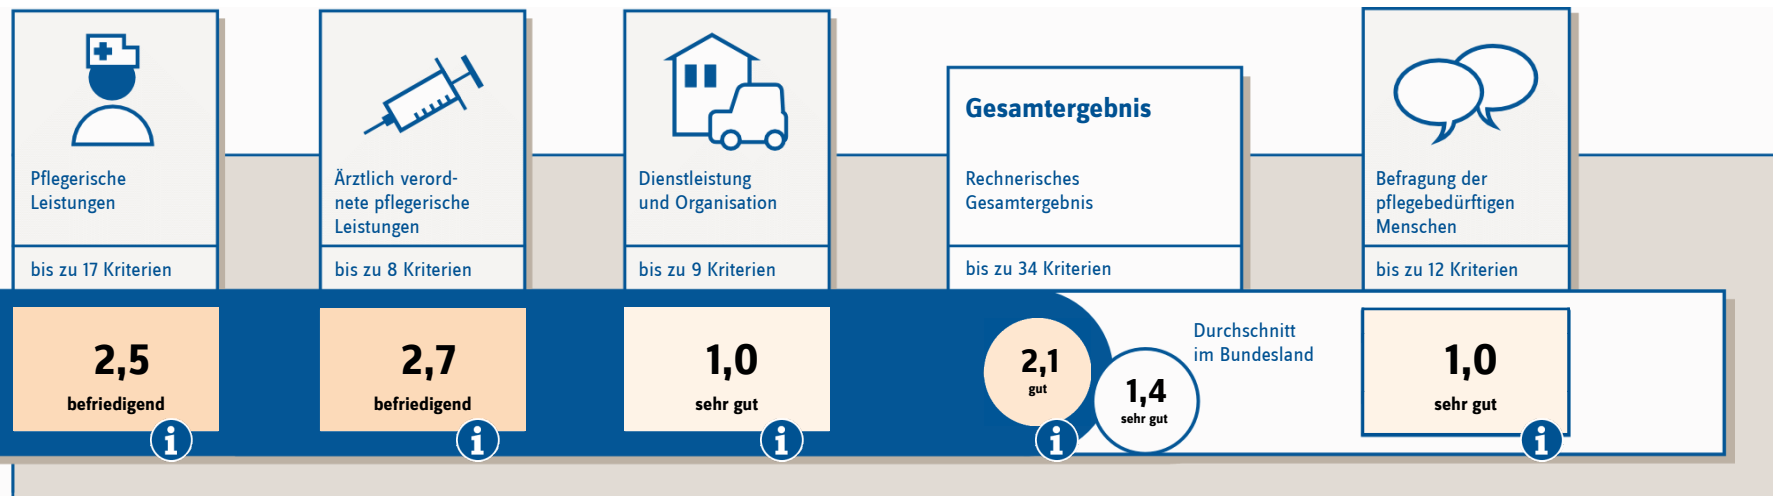 Pflegerische
Leistungen
bis zu 17 Kriterien
2,5
befriedigend
i
Ärztlich verord-
nete pflegerische
Leistungen
bis zu 8 Kriterien
2,7
befriedigend
i
Dienstleistung
und Organisation
bis zu 9 Kriterien
1,0
sehr gut
i
Gesamtergebnis
Rechnerisches
Gesamtergebnis
bis zu 34 Kriterien
2,1
gut
i
1,4
sehr gut
Durchschnitt
im Bundesland
Befragung der
pflegebedürftigen
Menschen
bis zu 12 Kriterien
1,0
sehr gut
i